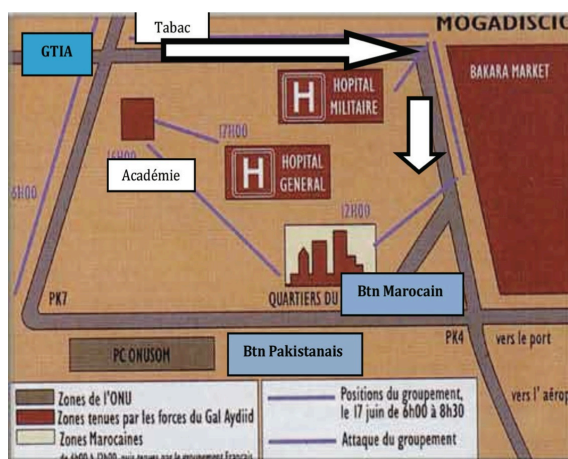 Tabac
MOGADISCIO
GTIA
BAKARA MARKET
H
HOPITAL
MILITAIRE
17H00
H
HOPITAL
GENERAL
Académie
6H00
12H00
PK7
QUARTIERS DU
Btn Marocain
PC ONUSOM
Btn Pakistanais
PK4
vers le port
vers l'aérop
Zones de l'ONU
Zones tenues par les forces du Gal Aydiid
Zones Marocaines
Positions du groupement,
le 17 juin de 6h00 à 8h30
Attaque du groupement